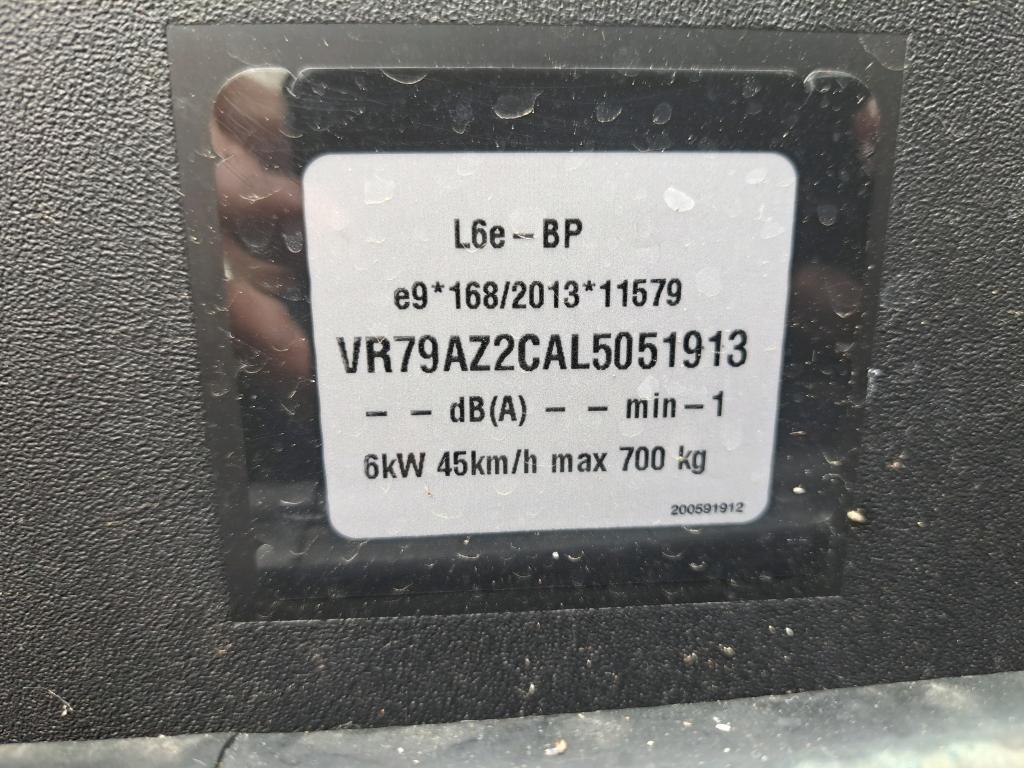 L6e – BP
e9*168/2013*11579
VR79AZ2CAL5051913
– – dB(A) – – min–1
6kW 45km/h max 700 kg
200591912